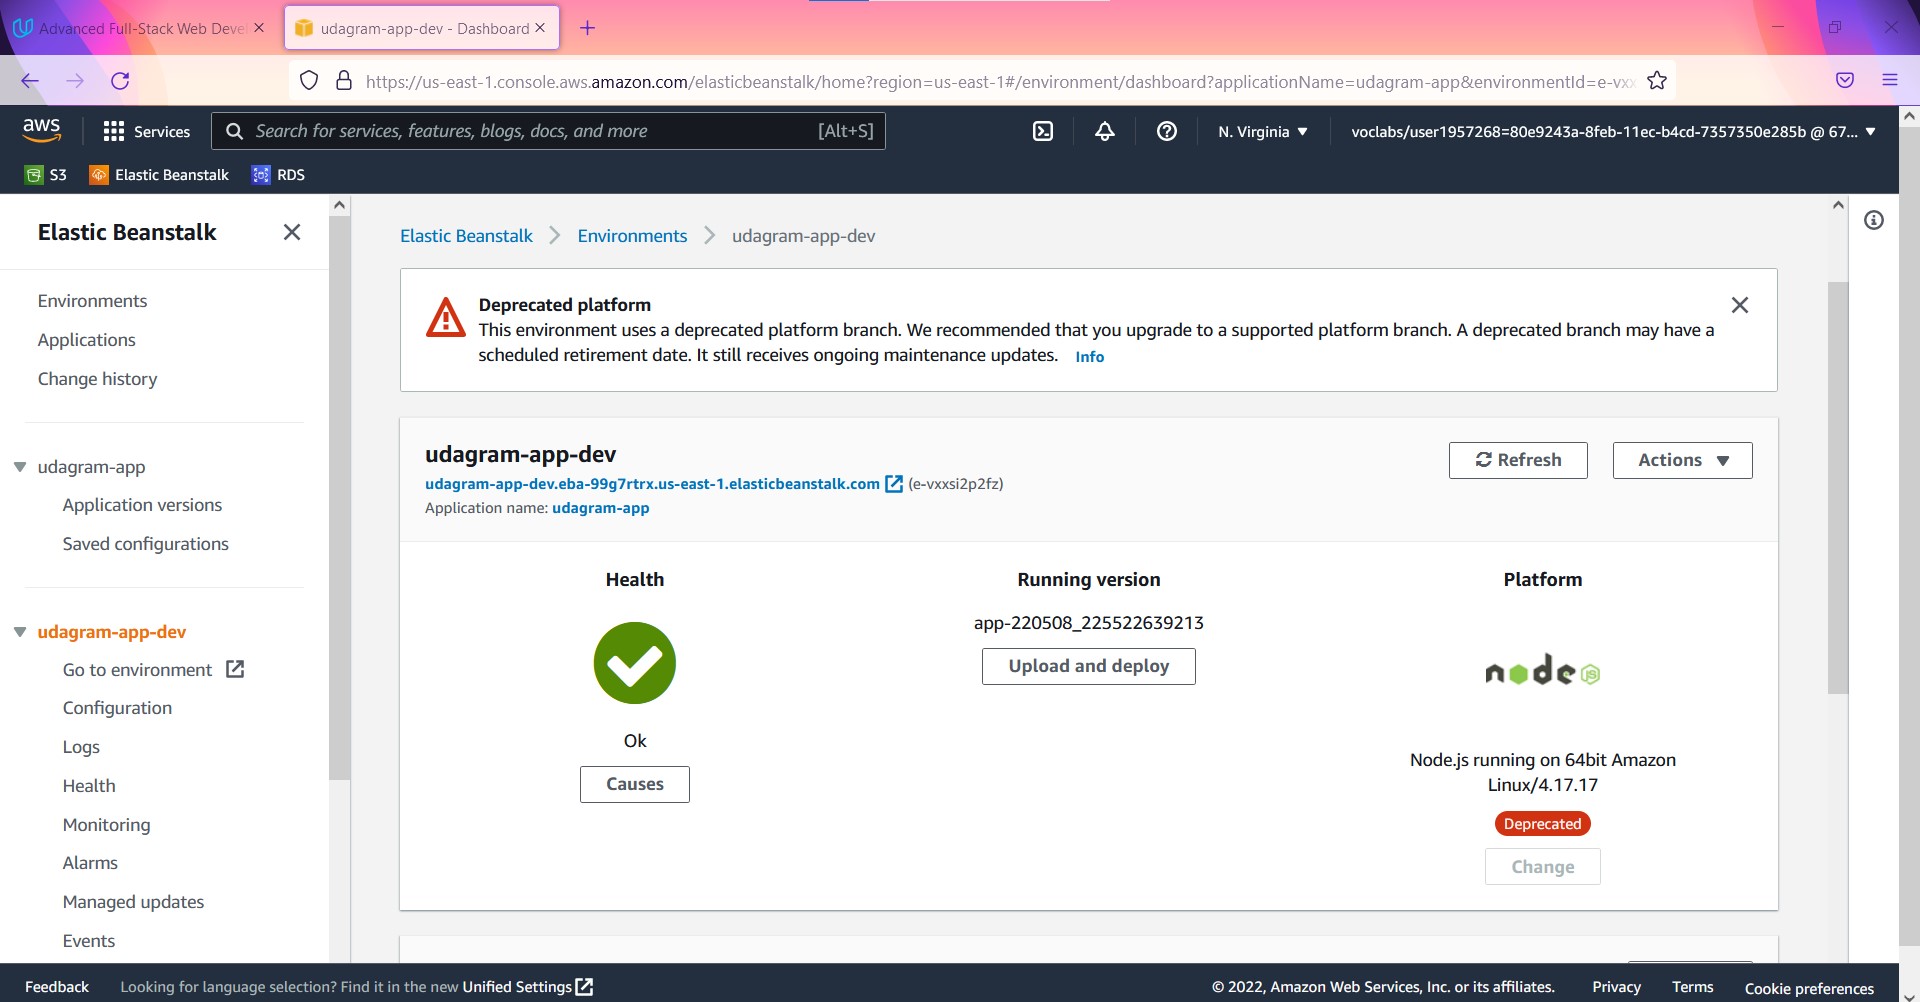 Advanced Full-Stack Web Deve
udagram-app-dev - Dashboard
https://us-east-1.console.aws.amazon.com/elasticbeanstalk/home?region=us-east-1#/environment/dashboard?applicationName=udagram-app&environmentId=e-vxx
aws
Services
Search for services, features, blogs, docs, and more
[Alt+S]
N. Virginia
voclabs/user1957268=80e9243a-8feb-11ec-b4cd-7357350e285b @ 67...
S3
Elastic Beanstalk
RDS
Elastic Beanstalk
Environments
Applications
Change history
udagram-app
Application versions
Saved configurations
udagram-app-dev
Go to environment
Configuration
Logs
Health
Monitoring
Alarms
Managed updates
Events
Elastic Beanstalk
Environments
udagram-app-dev
Deprecated platform
This environment uses a deprecated platform branch. We recommended that you upgrade to a supported platform branch. A deprecated branch may have a
scheduled retirement date. It still receives ongoing maintenance updates. Info
udagram-app-dev
udagram-app-dev.eba-99g7rtrx.us-east-1.elasticbeanstalk.com (e-vxxsi2p2fz)
Application name: udagram-app
Refresh
Actions
Health
Ok
Causes
Running version
app-220508_225522639213
Upload and deploy
Platform
node JS
Node.js running on 64bit Amazon
Linux/4.17.17
Deprecated
Change
Feedback
Looking for language selection? Find it in the new Unified Settings
© 2022, Amazon Web Services, Inc. or its affiliates.
Privacy
Terms
Cookie preferences